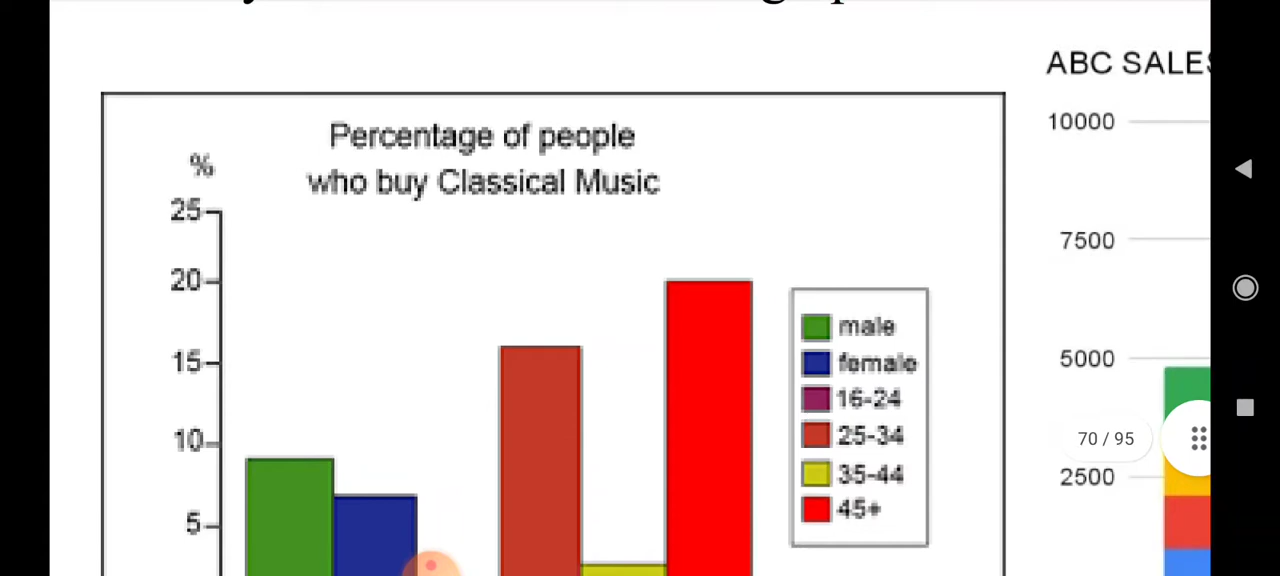 Percentage of people
who buy Classical Music
%
25
20
15
10
5
male
female
16-24
25-34
35-44
45+
ABC SALES
10000
7500
5000
2500
70 / 95